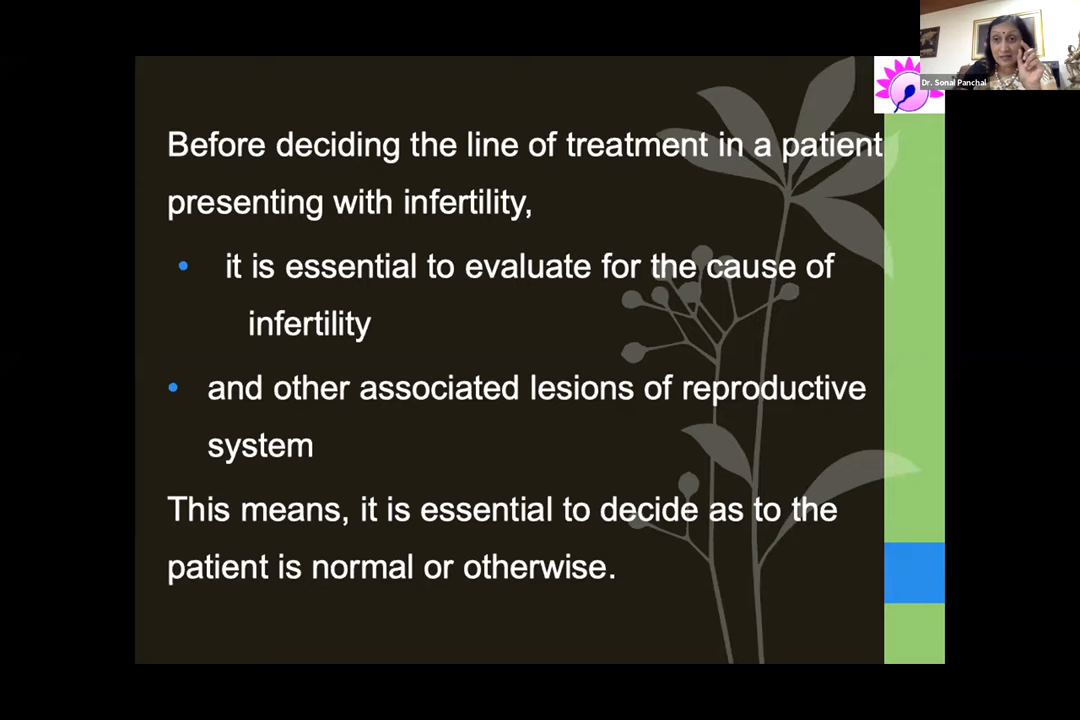 Dr. Sonal Panchal
Before deciding the line of treatment in a patient
presenting with infertility,
• it is essential to evaluate for the cause of
infertility
• and other associated lesions of reproductive
system
This means, it is essential to decide as to the
patient is normal or otherwise.